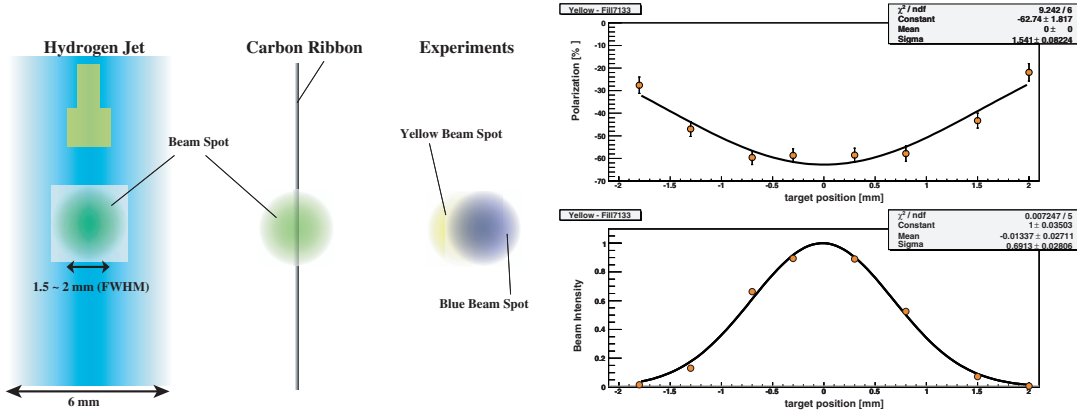 Hydrogen Jet
Carbon Ribbon
Experiments
Beam Spot
Yellow Beam Spot
Blue Beam Spot
1.5 ~ 2 mm (FWHM)
6 mm
Yellow - Fill7133
χ² / ndf 9.242 / 6
Constant -62.74 ± 1.817
Mean 0 ± 0
Sigma 1.541 ± 0.08224
Polarization [% ]
0
-10
-20
-30
-40
-50
-60
-70
-2 -1.5 -1 -0.5 0 0.5 1 1.5 2
target position [mm]
Yellow - Fill7133
χ² / ndf 0.007247 / 5
Constant 1 ± 0.03503
Mean -0.01337 ± 0.02711
Sigma 0.6913 ± 0.02806
Beam Intensity
1
0.8
0.6
0.4
0.2
0
-2 -1.5 -1 -0.5 0 0.5 1 1.5 2
target position [mm]